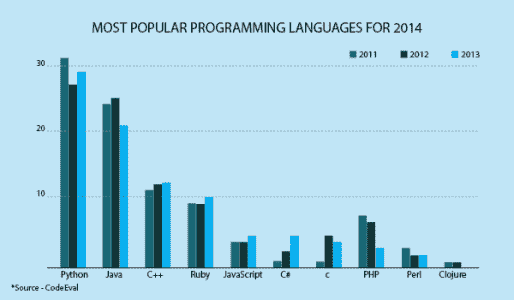 MOST POPULAR PROGRAMMING LANGUAGES FOR 2014
2011 2012 2013
30
20
10
Python Java C++ Ruby JavaScript C# c PHP Perl Clojure
*Source - CodeEval